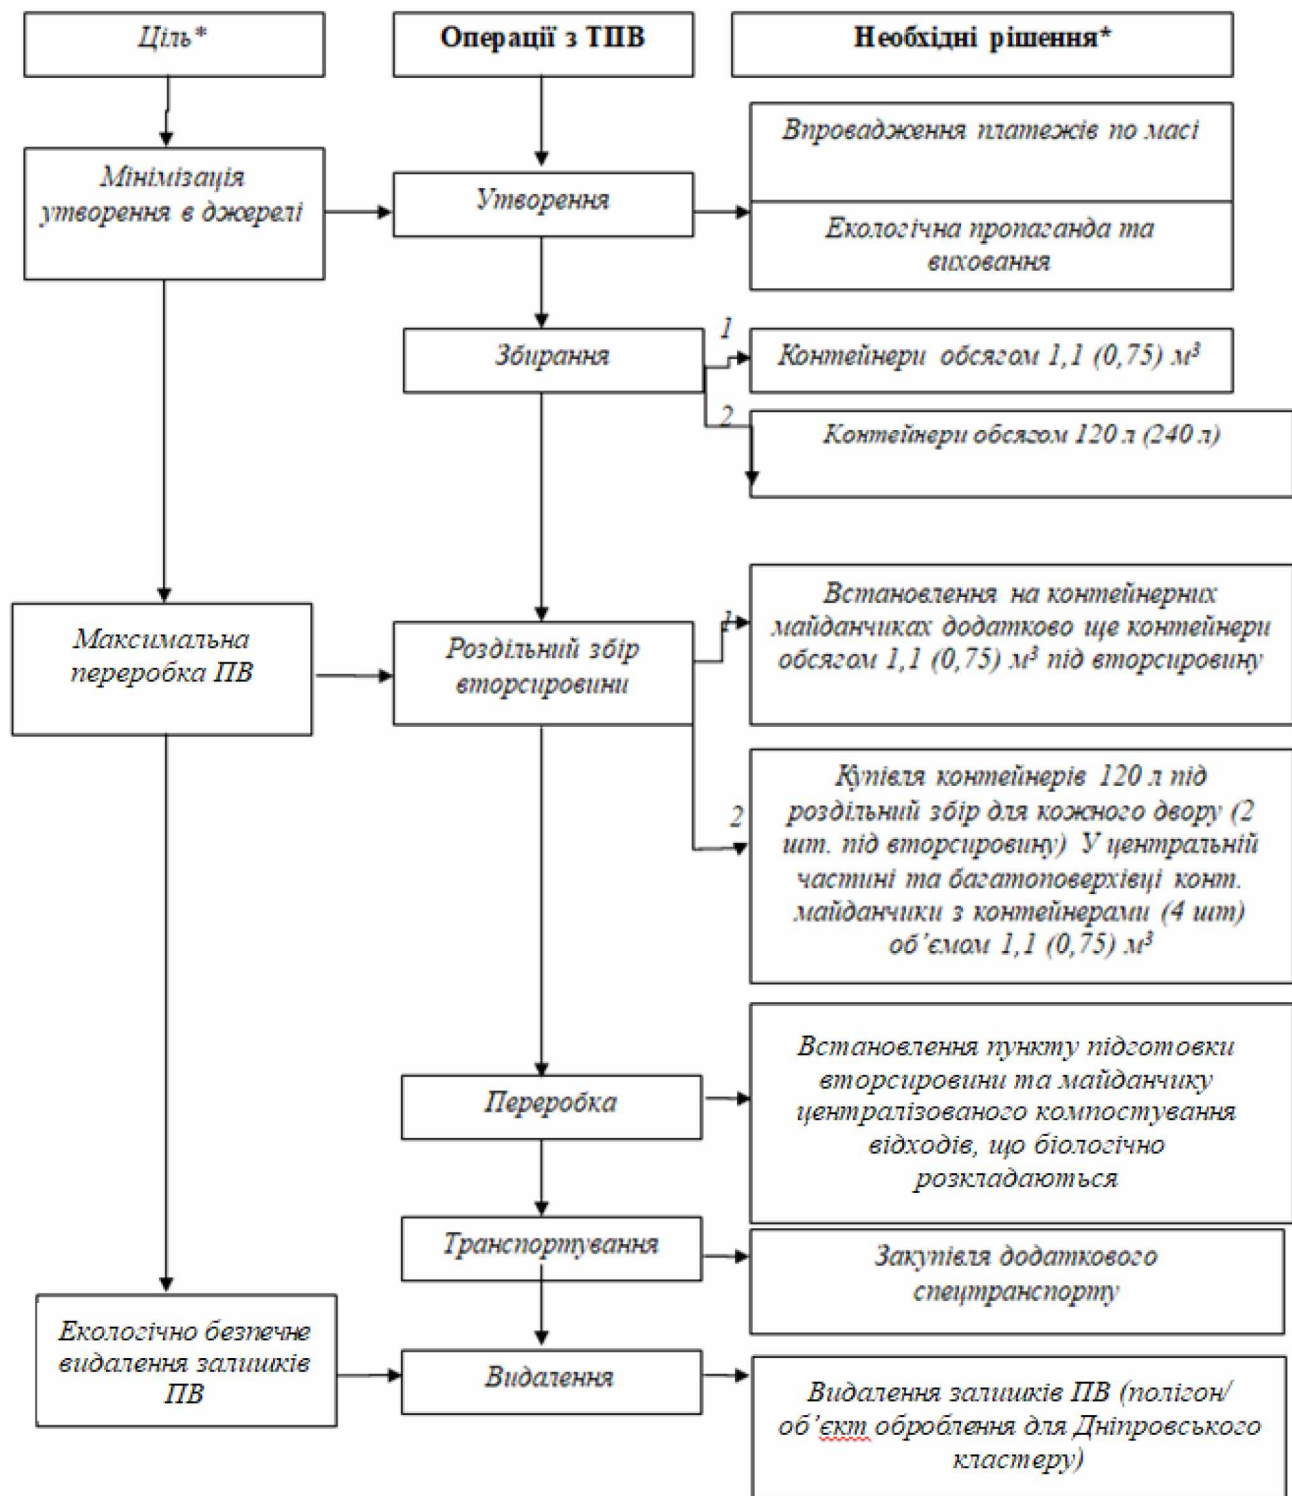 Ціль*
Операції з ТПВ
Необхідні рішення*
Мінімізація
утворення в джерелі
Утворення
Впровадження платежів по масі
Екологічна пропаганда та
виховання
Збирання
1
Контейнери обсягом 1,1 (0,75) м³
2
Контейнери обсягом 120 л (240 л)
Максимальна
переробка ПВ
Роздільний збір
вторсировини
1
Встановлення на контейнерних
майданчиках додатково ще контейнери
обсягом 1,1 (0,75) м³ під вторсировину
2
Купівля контейнерів 120 л під
роздільний збір для кожного двору (2
шт. під вторсировину) У центральній
частині та багатоповерхівці конт.
майданчики з контейнерами (4 шт)
об’ємом 1,1 (0,75) м³
Переробка
Встановлення пункту підготовки
вторсировини та майданчику
централізованого компостування
відходів, що біологічно
розкладаються
Транспортування
Закупівля додаткового
спецтранспорту
Екологічно безпечне
видалення залишків
ПВ
Видалення
Видалення залишків ПВ (полігон/
об’єкт оброблення для Дніпровського
кластеру)